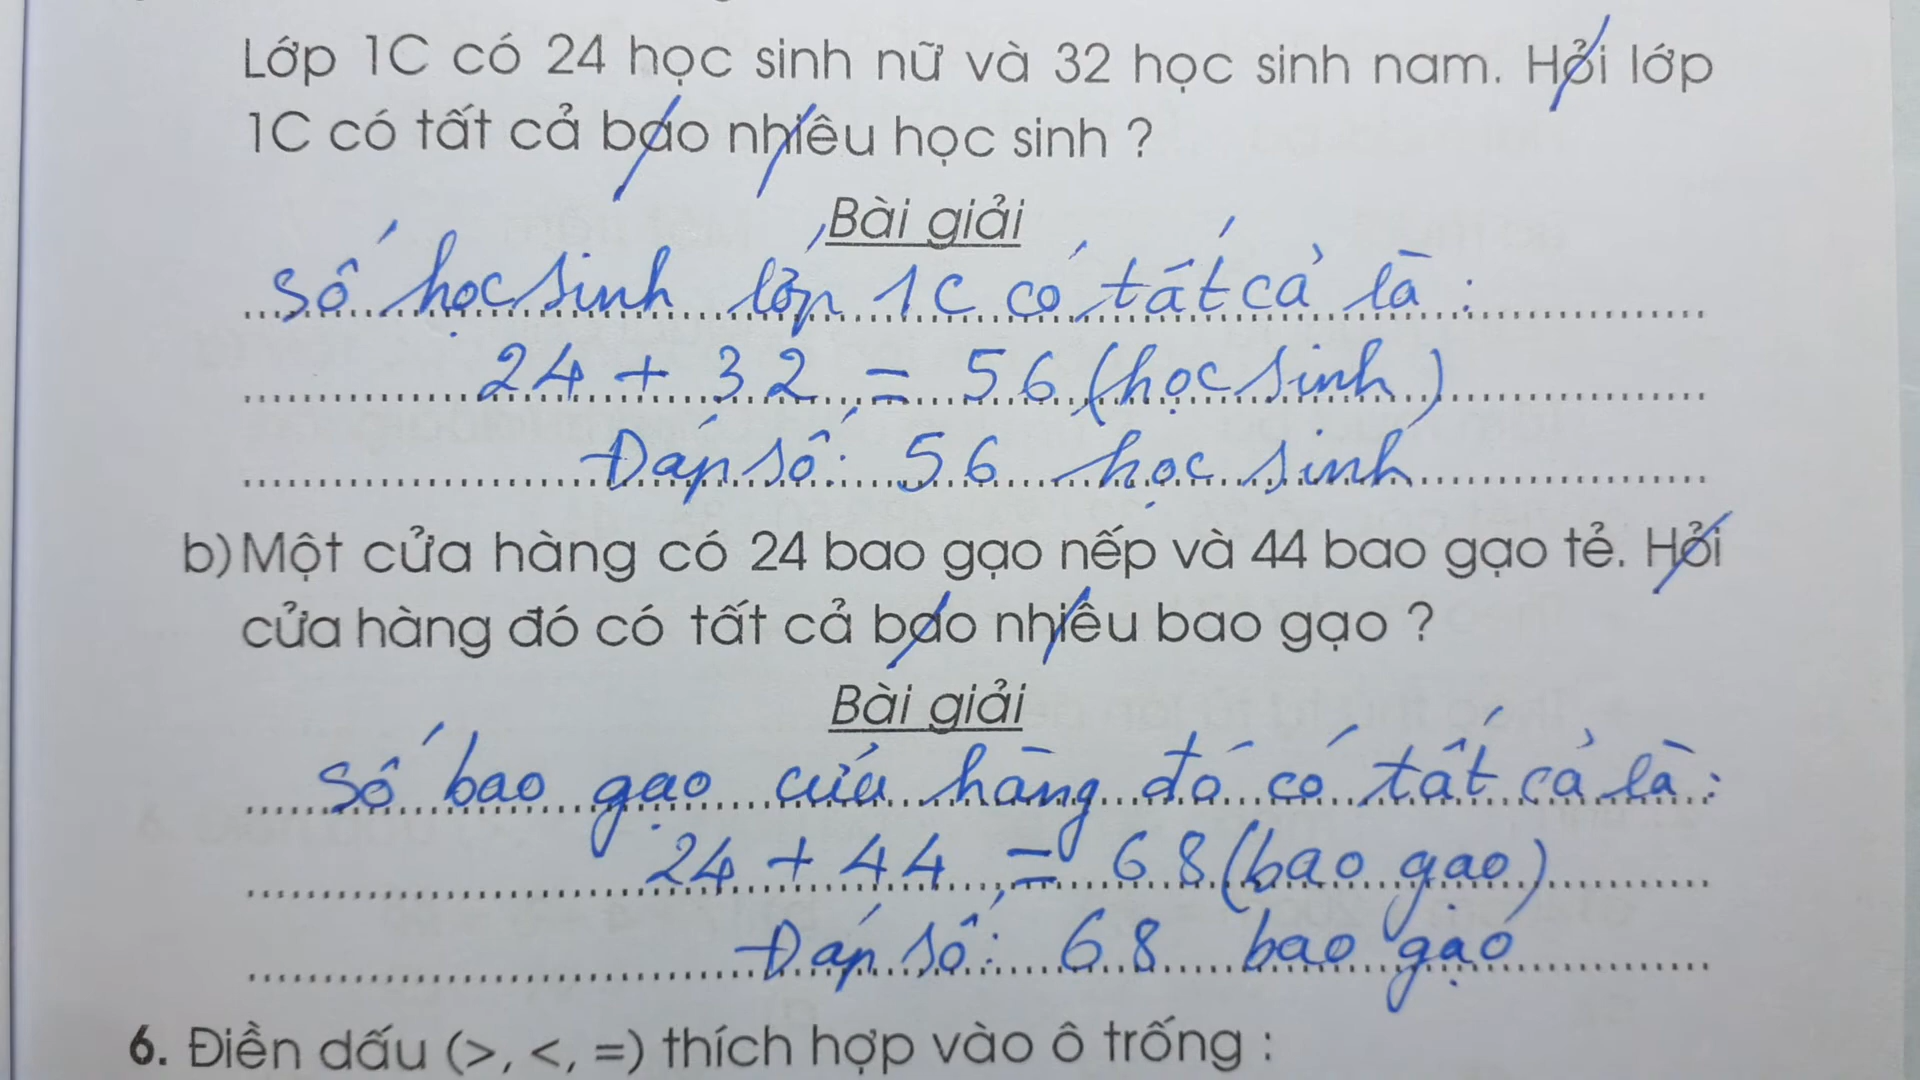 Lớp 1C có 24 học sinh nữ và 32 học sinh nam. Hỏi lớp
1C có tất cả bao nhiêu học sinh ?
Bài giải
Số học sinh lớp 1C có tất cả là :
24 + 32 = 56 (học sinh)
Đáp số: 56 học sinh
b) Một cửa hàng có 24 bao gạo nếp và 44 bao gạo tẻ. Hỏi
cửa hàng đó có tất cả bao nhiêu bao gạo ?
Bài giải
Số bao gạo cửa hàng đó có tất cả là :
24 + 44 = 68 (bao gạo)
Đáp số: 68 bao gạo
6. Điền dấu (>, <, =) thích hợp vào ô trống :